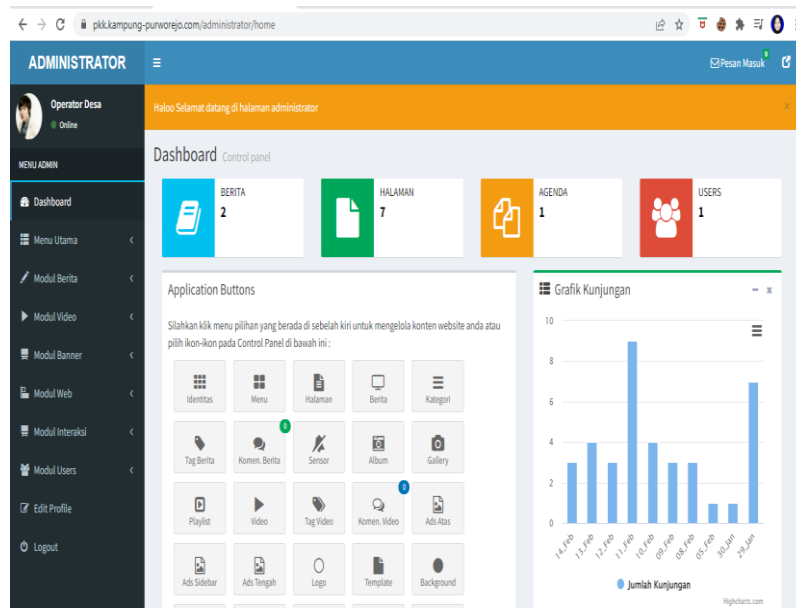 pkk.kampung-purworejo.com/administrator/home
ADMINISTRATOR
0
Pesan Masuk
Operator Desa
Online
Haloo Selamat datang di halaman administrator
x
MENU ADMIN
Dashboard
Menu Utama
Modul Berita
Modul Video
Modul Banner
Modul Web
Modul Interaksi
Modul Users
Edit Profile
Logout
Dashboard Control panel
BERITA
2
HALAMAN
7
AGENDA
1
USERS
1
Application Buttons
Silahkan klik menu pilihan yang berada di sebelah kiri untuk mengelola konten website anda atau
pilih ikon-ikon pada Control Panel di bawah ini :
Identitas Menu Halaman Berita Kategori
0
Tag Berita Komen. Berita Sensor Album Gallery
0
Playlist Video Tag Video Komen. Video Ads Atas
Ads Sidebar Ads Tengah Logo Template Background
Grafik Kunjungan
10
8
6
4
2
0
14_Feb 13_Feb 12_Feb 11_Feb 10_Feb 09_Feb 08_Feb 05_Feb 30_Jan 29_Jan
Jumlah Kunjungan
Highcharts.com